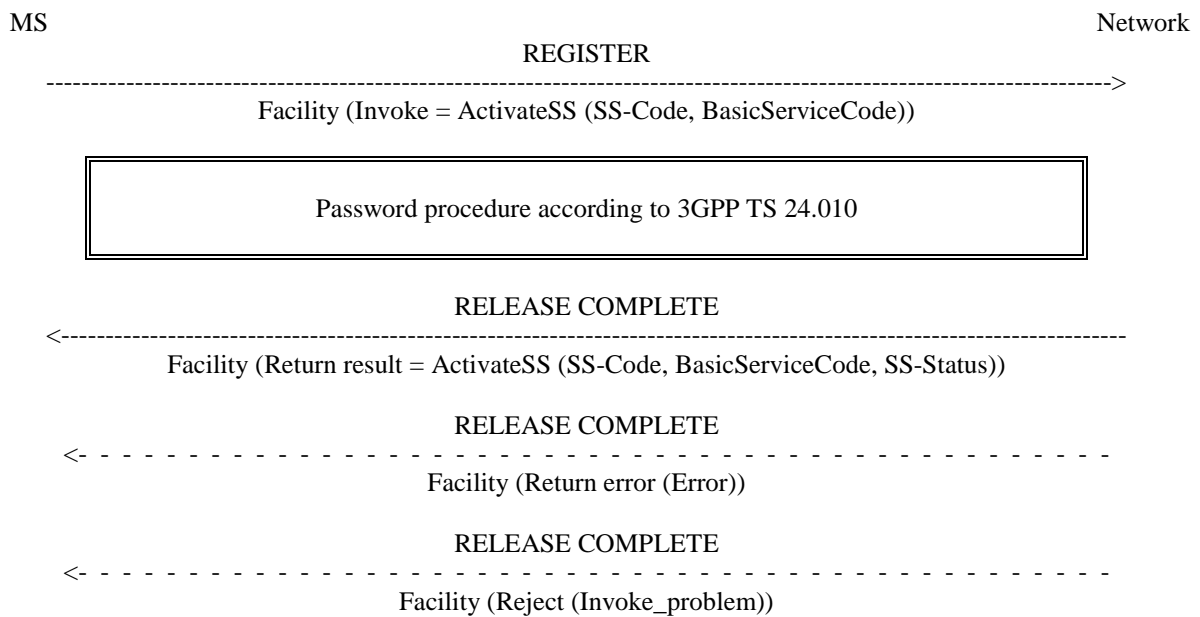 MS Network
REGISTER
Facility (Invoke = ActivateSS (SS-Code, BasicServiceCode))
Password procedure according to 3GPP TS 24.010
RELEASE COMPLETE
Facility (Return result = ActivateSS (SS-Code, BasicServiceCode, SS-Status))
RELEASE COMPLETE
Facility (Return error (Error))
RELEASE COMPLETE
Facility (Reject (Invoke_problem))